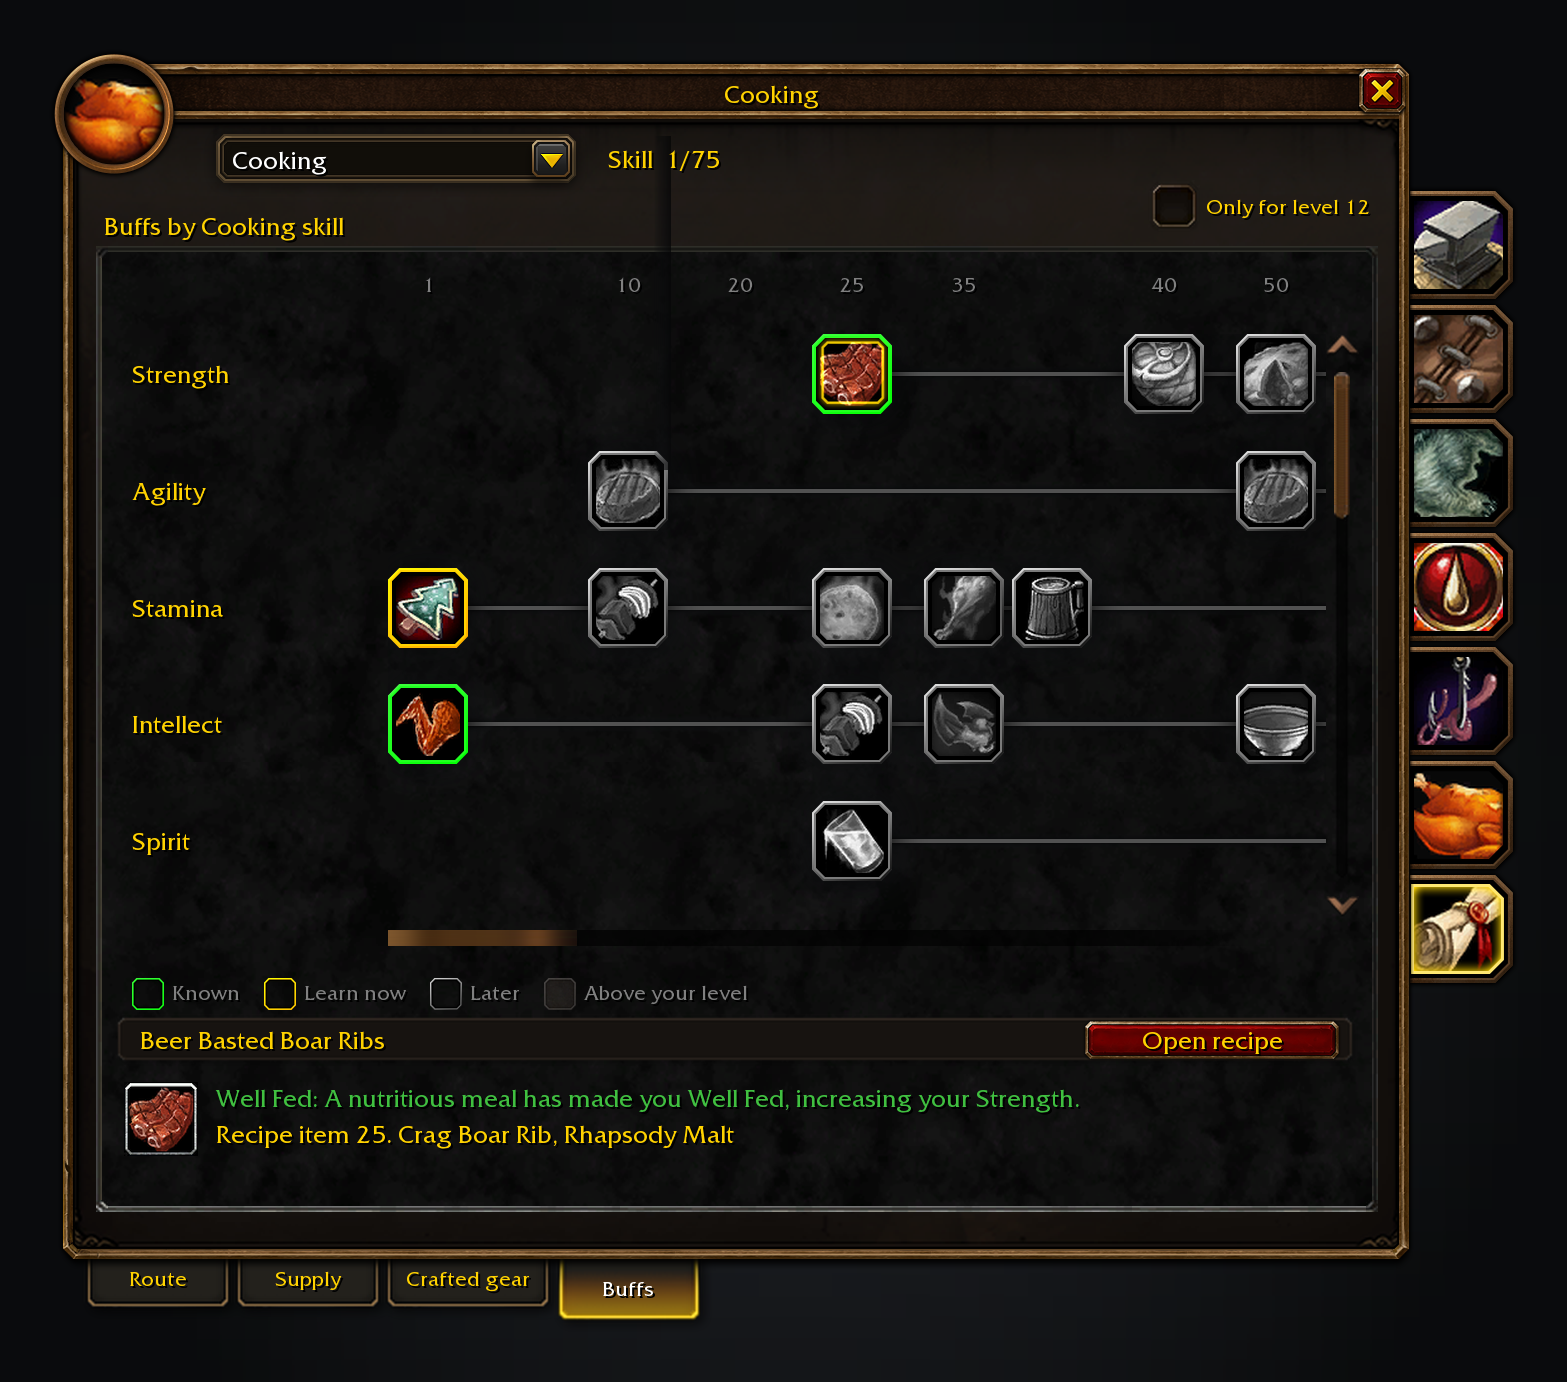 Cooking
Cooking
Skill 1/75
Only for level 12
Buffs by Cooking skill
1 10 20 25 35 40 50
Strength
Agility
Stamina
Intellect
Spirit
Known Learn now Later Above your level
Beer Basted Boar Ribs
Open recipe
Well Fed: A nutritious meal has made you Well Fed, increasing your Strength.
Recipe item 25. Crag Boar Rib, Rhapsody Malt
Route Supply Crafted gear Buffs